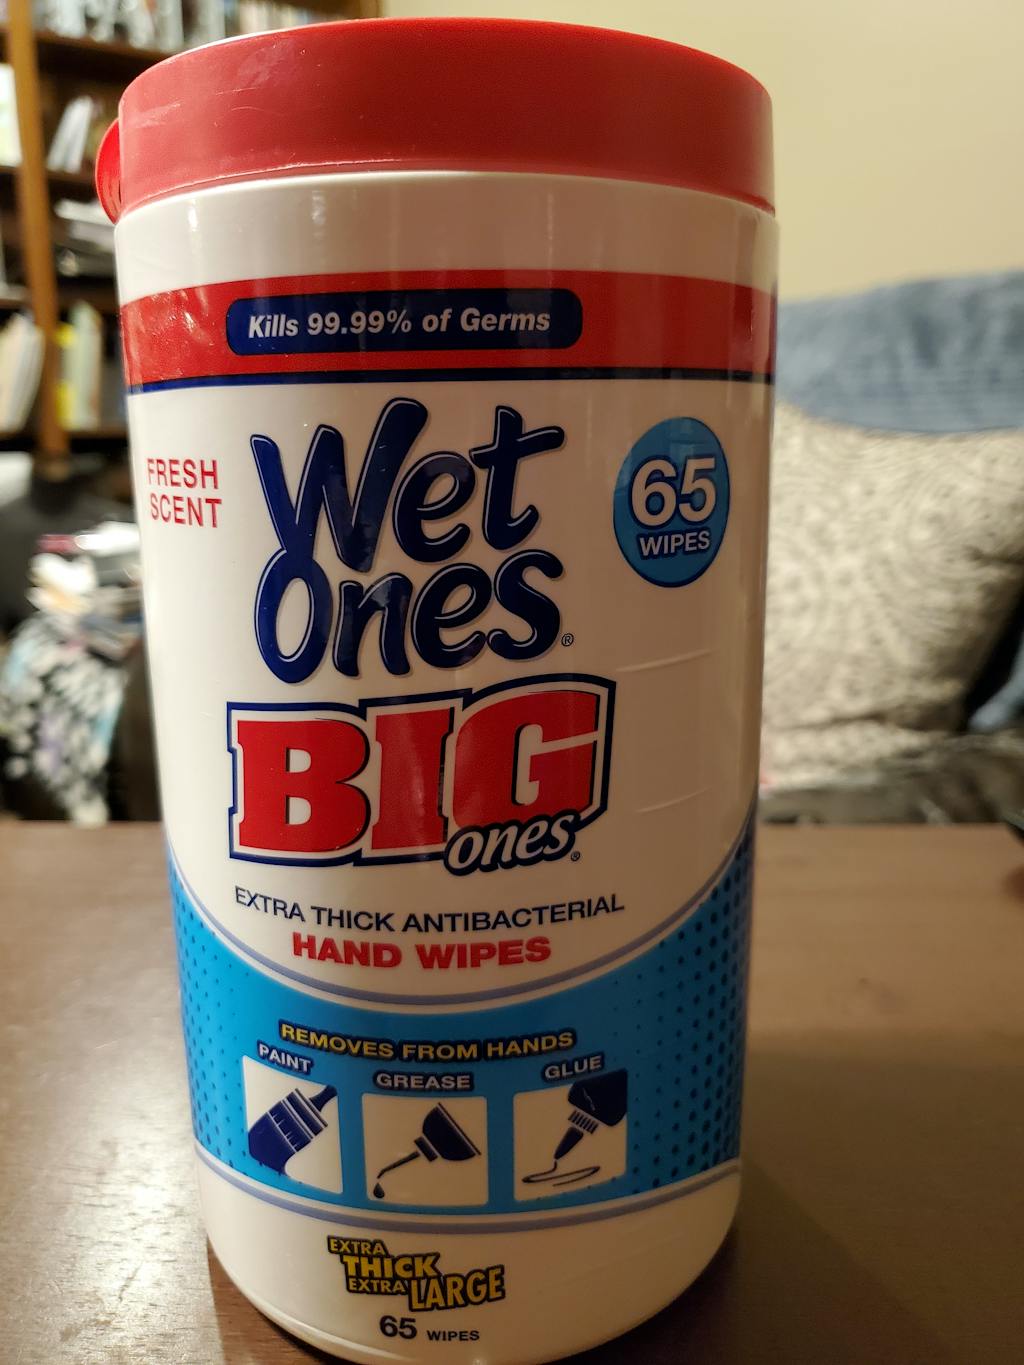 Kills 99.99% of Germs
FRESH
SCENT
Wet
Ones®
65
WIPES
BIG
ones®
EXTRA THICK ANTIBACTERIAL
HAND WIPES
REMOVES FROM HANDS
PAINT
GREASE
GLUE
EXTRA
THICK
EXTRA LARGE
65 WIPES